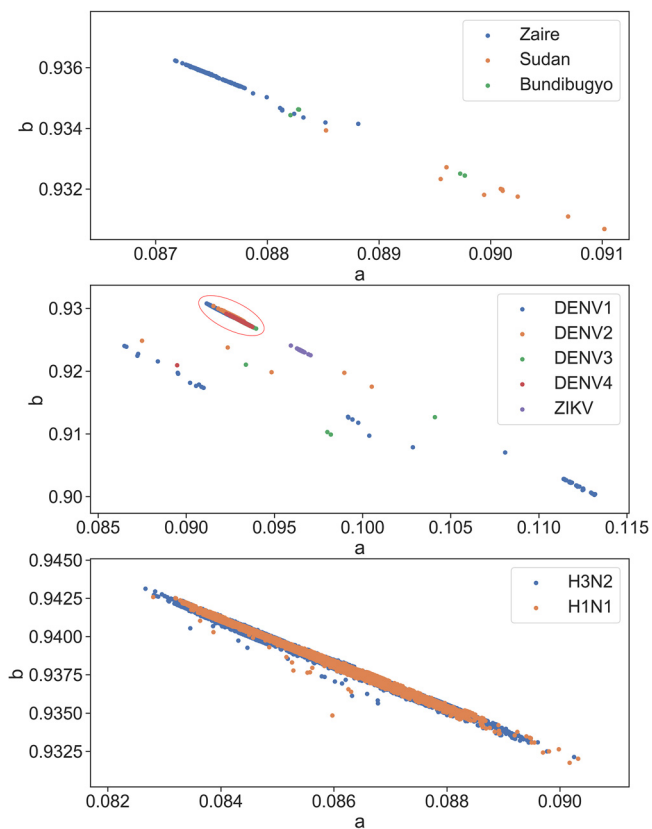 0.936
0.934
0.932
b
Zaire
Sudan
Bundibugyo
0.087 0.088 0.089 0.090 0.091
a
0.93
0.92
0.91
0.90
b
DENV1
DENV2
DENV3
DENV4
ZIKV
0.085 0.090 0.095 0.100 0.105 0.110 0.115
a
0.9450
0.9425
0.9400
0.9375
0.9350
0.9325
b
H3N2
H1N1
0.082 0.084 0.086 0.088 0.090
a